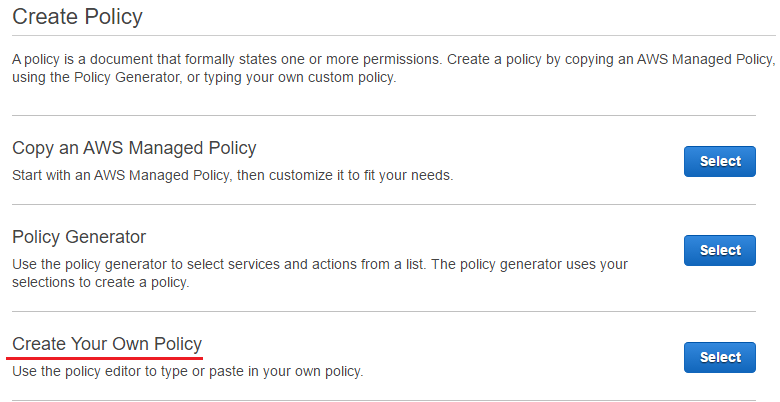 Create Policy
A policy is a document that formally states one or more permissions. Create a policy by copying an AWS Managed Policy,
using the Policy Generator, or typing your own custom policy.
Copy an AWS Managed Policy
Select
Start with an AWS Managed Policy, then customize it to fit your needs.
Policy Generator
Select
Use the policy generator to select services and actions from a list. The policy generator uses your
selections to create a policy.
Create Your Own Policy
Select
Use the policy editor to type or paste in your own policy.